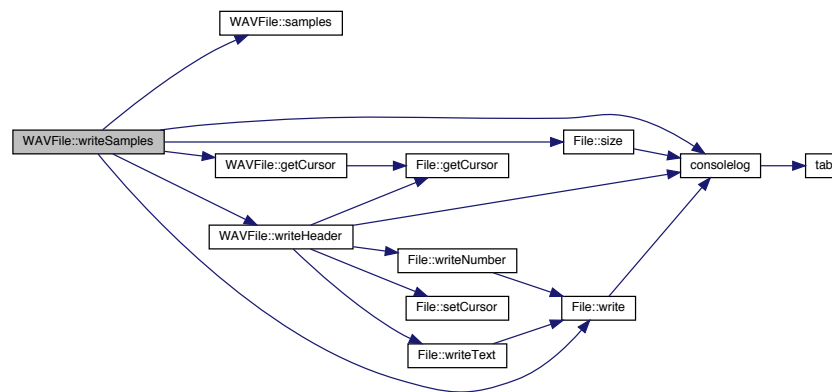 WAVFile::samples
WAVFile::writeSamples
File::size
WAVFile::getCursor
File::getCursor
consolelog
tab
WAVFile::writeHeader
File::writeNumber
File::setCursor
File::write
File::writeText